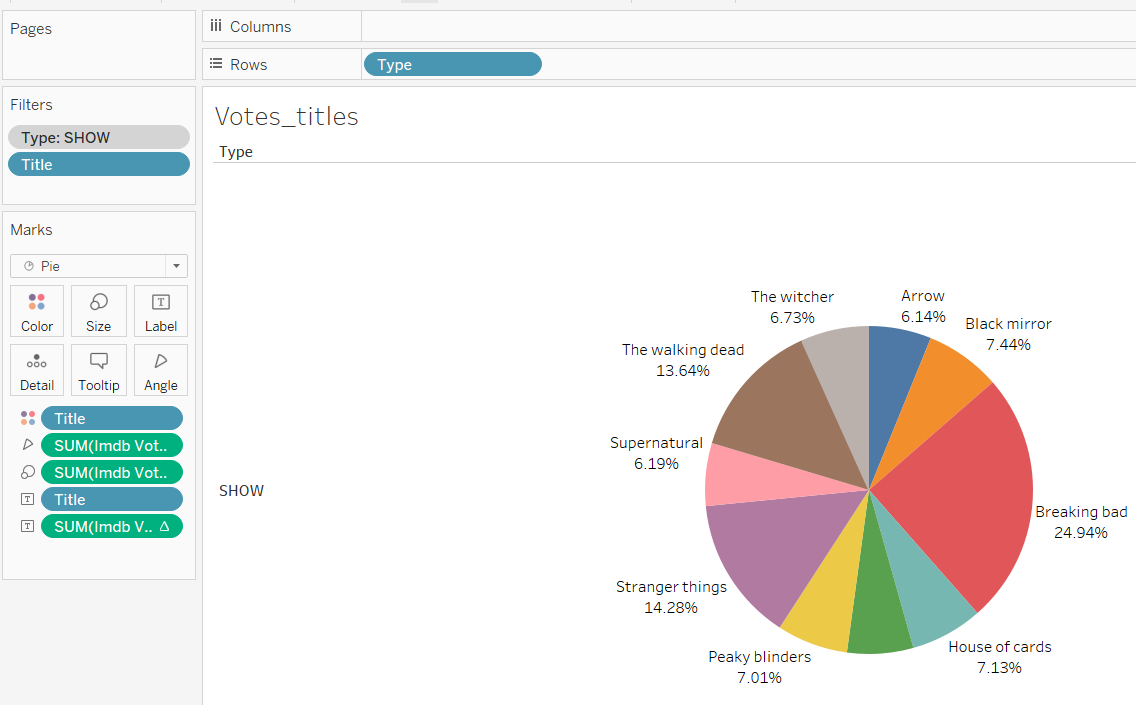 Pages
Columns
Rows
Type
Filters
Type: SHOW
Title
Marks
Pie
Color
Size
Label
Detail
Tooltip
Angle
Title
SUM(Imdb Vot..
SUM(Imdb Vot..
Title
SUM(Imdb V.. Δ
Votes_titles
Type
SHOW
The witcher
6.73%
Arrow
6.14%
Black mirror
7.44%
The walking dead
13.64%
Supernatural
6.19%
Breaking bad
24.94%
Stranger things
14.28%
House of cards
7.13%
Peaky blinders
7.01%